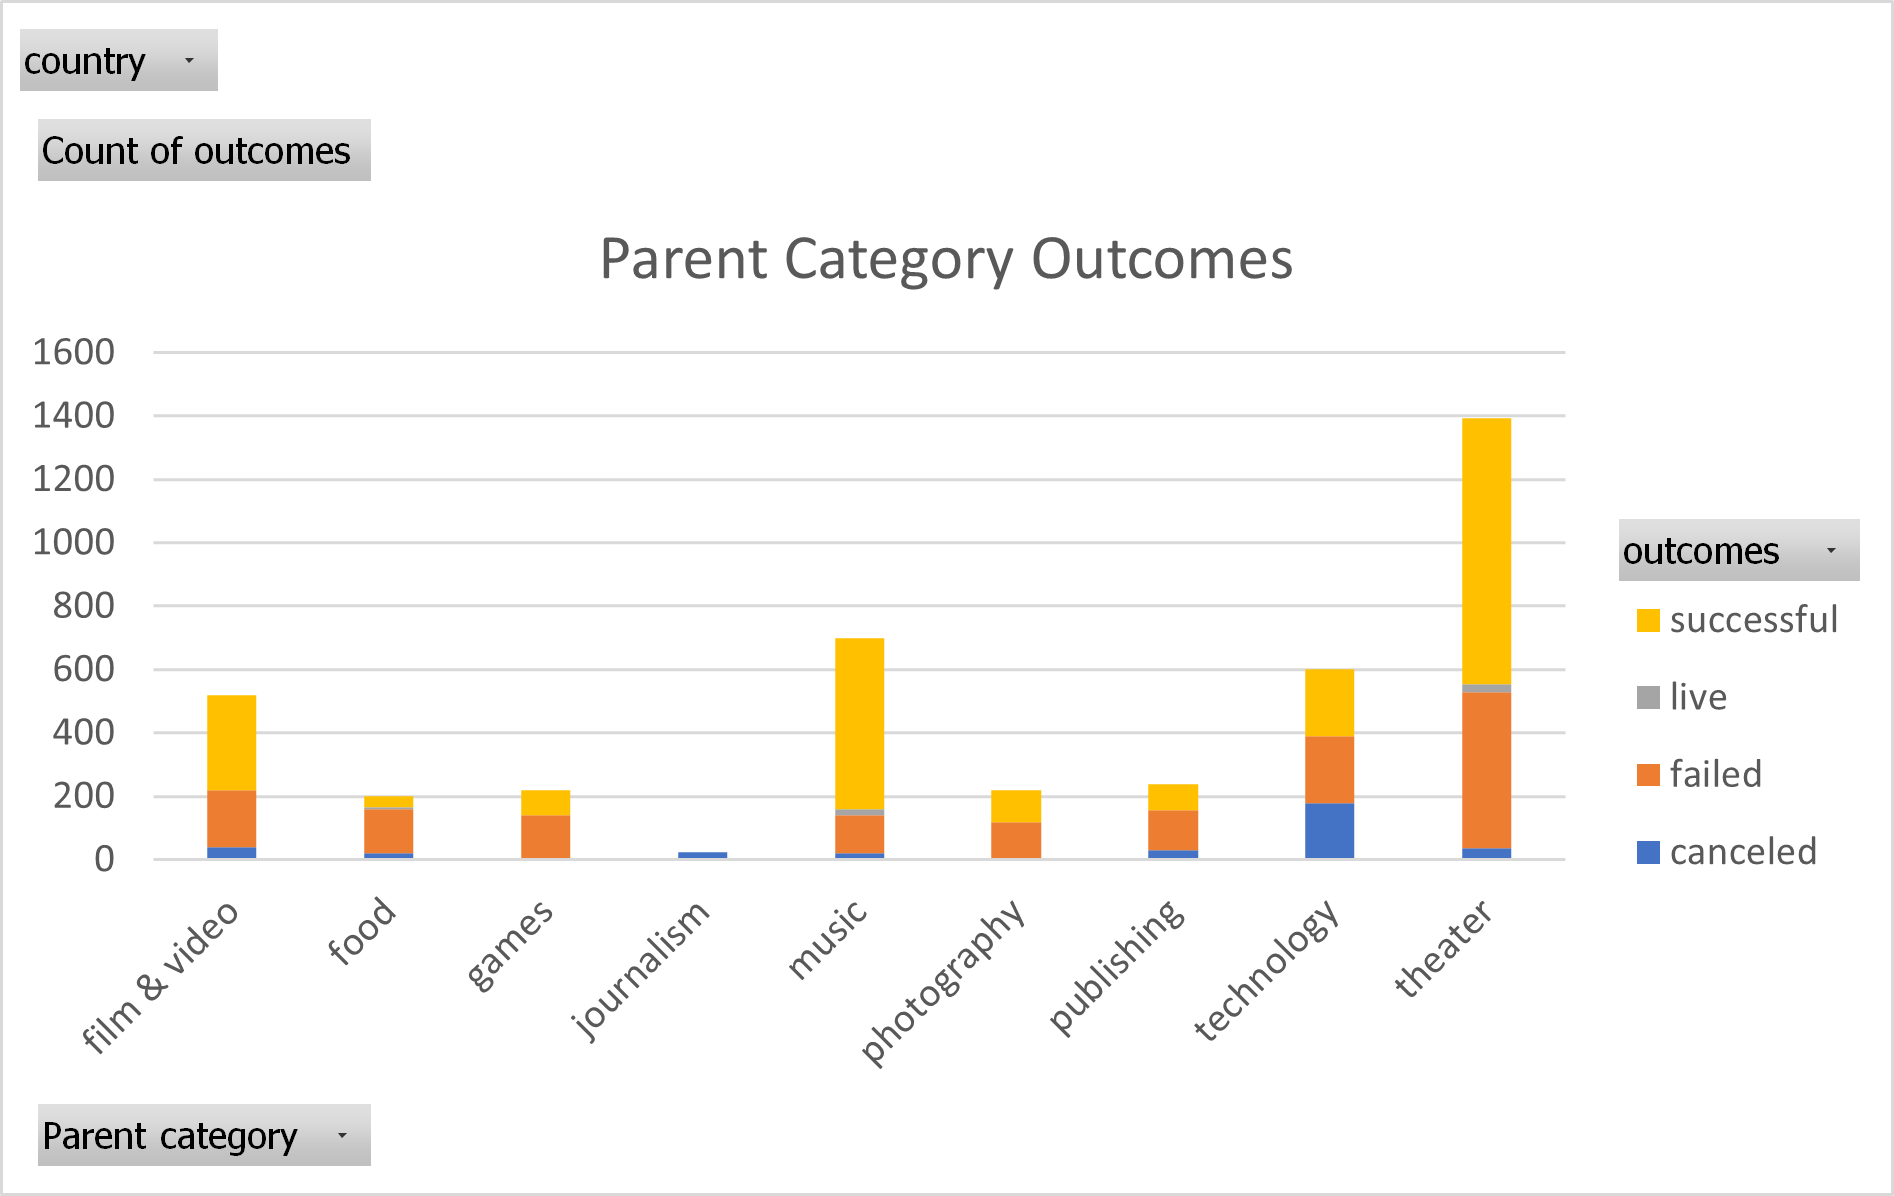 country
Count of outcomes
Parent Category Outcomes
1600
1400
1200
1000
800
600
400
200
0
film & video
food
games
journalism
music
photography
publishing
technology
theater
outcomes
successful
live
failed
canceled
Parent category